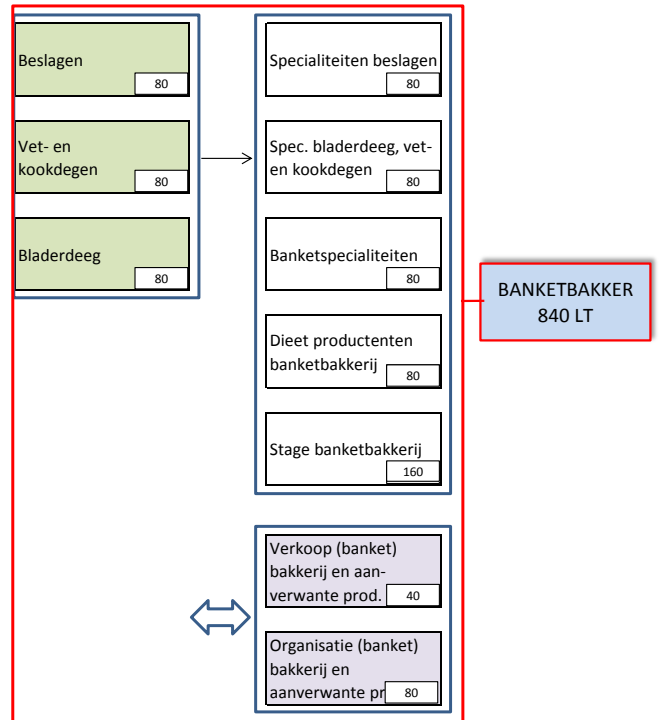 Beslagen
80
Vet- en
kookdegen
80
Bladerdeeg
80
Specialiteiten beslagen
80
Spec. bladerdeeg, vet-
en kookdegen
80
Banketspecialiteiten
80
Dieet productenten
banketbakkerij
80
Stage banketbakkerij
160
Verkoop (banket)
bakkerij en aan-
verwante prod.
40
Organisatie (banket)
bakkerij en
aanverwante pr
80
BANKETBAKKER
840 LT